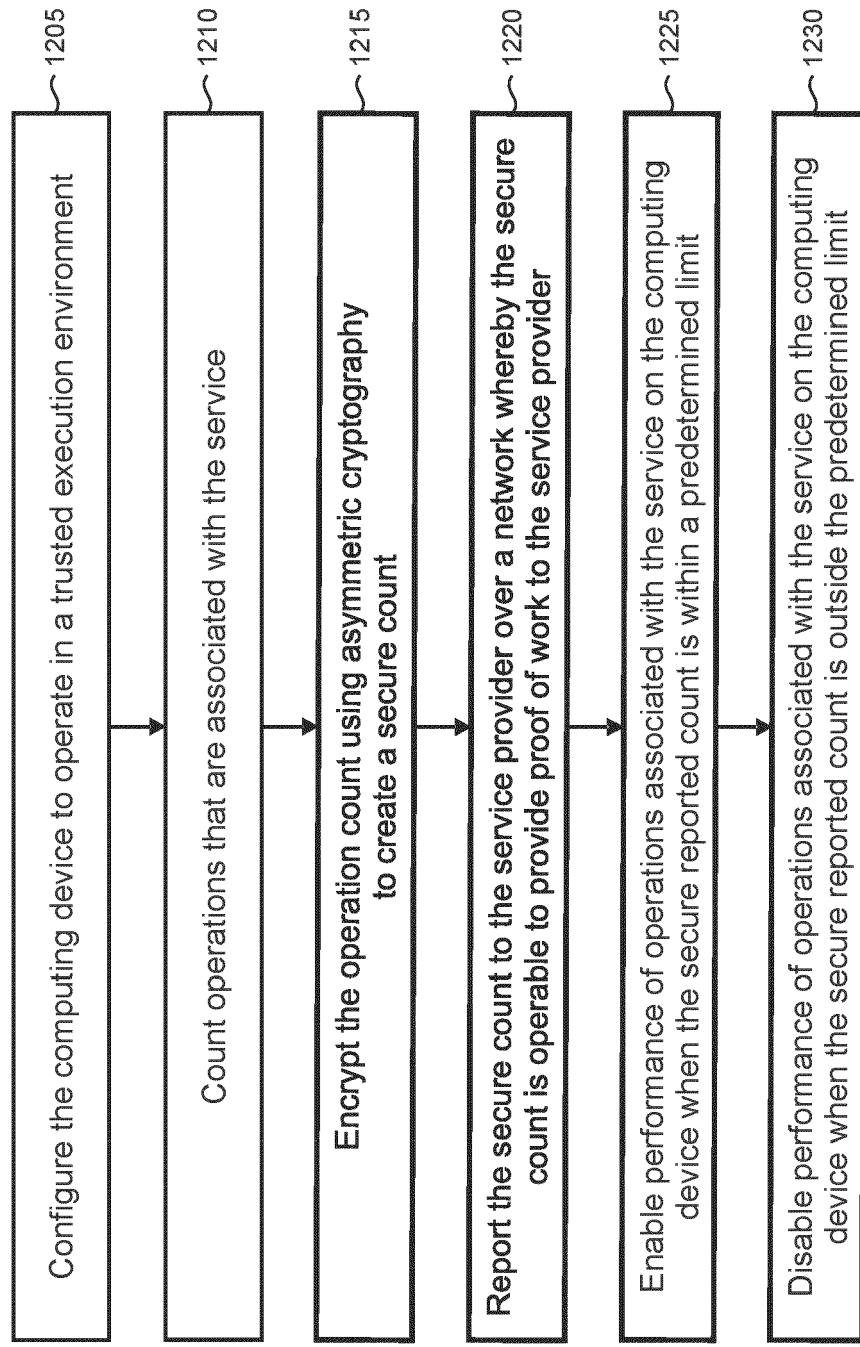 Configure the computing device to operate in a trusted execution environment
1205
Count operations that are associated with the service
1210
Encrypt the operation count using asymmetric cryptography
to create a secure count
1215
Report the secure count to the service provider over a network whereby the secure
count is operable to provide proof of work to the service provider
1220
Enable performance of operations associated with the service on the computing
device when the secure reported count is within a predetermined limit
1225
Disable performance of operations associated with the service on the computing
device when the secure reported count is outside the predetermined limit
1230